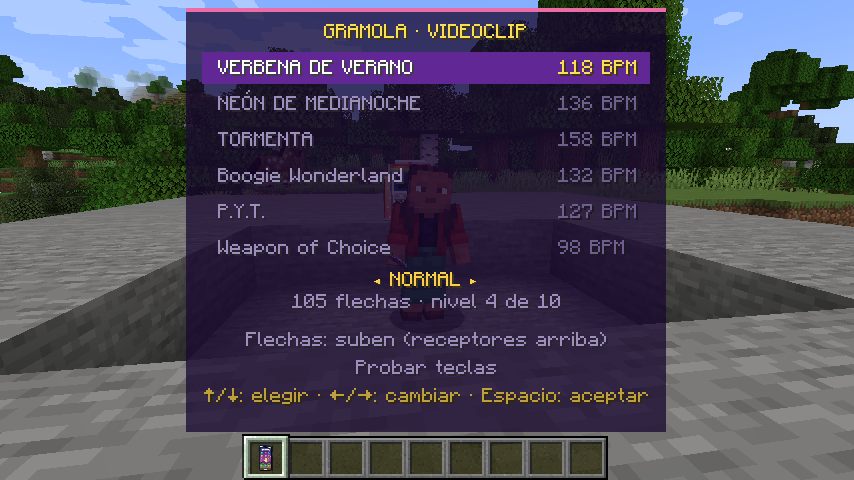 GRAMOLA · VIDEOCLIP
VERBENA DE VERANO 118 BPM
NEÓN DE MEDIANOCHE 136 BPM
TORMENTA 158 BPM
Boogie Wonderland 132 BPM
P.Y.T. 127 BPM
Weapon of Choice 98 BPM
◂ NORMAL ▸
105 flechas · nivel 4 de 10
Flechas: suben (receptores arriba)
Probar teclas
↑/↓: elegir · ←/→: cambiar · Espacio: aceptar